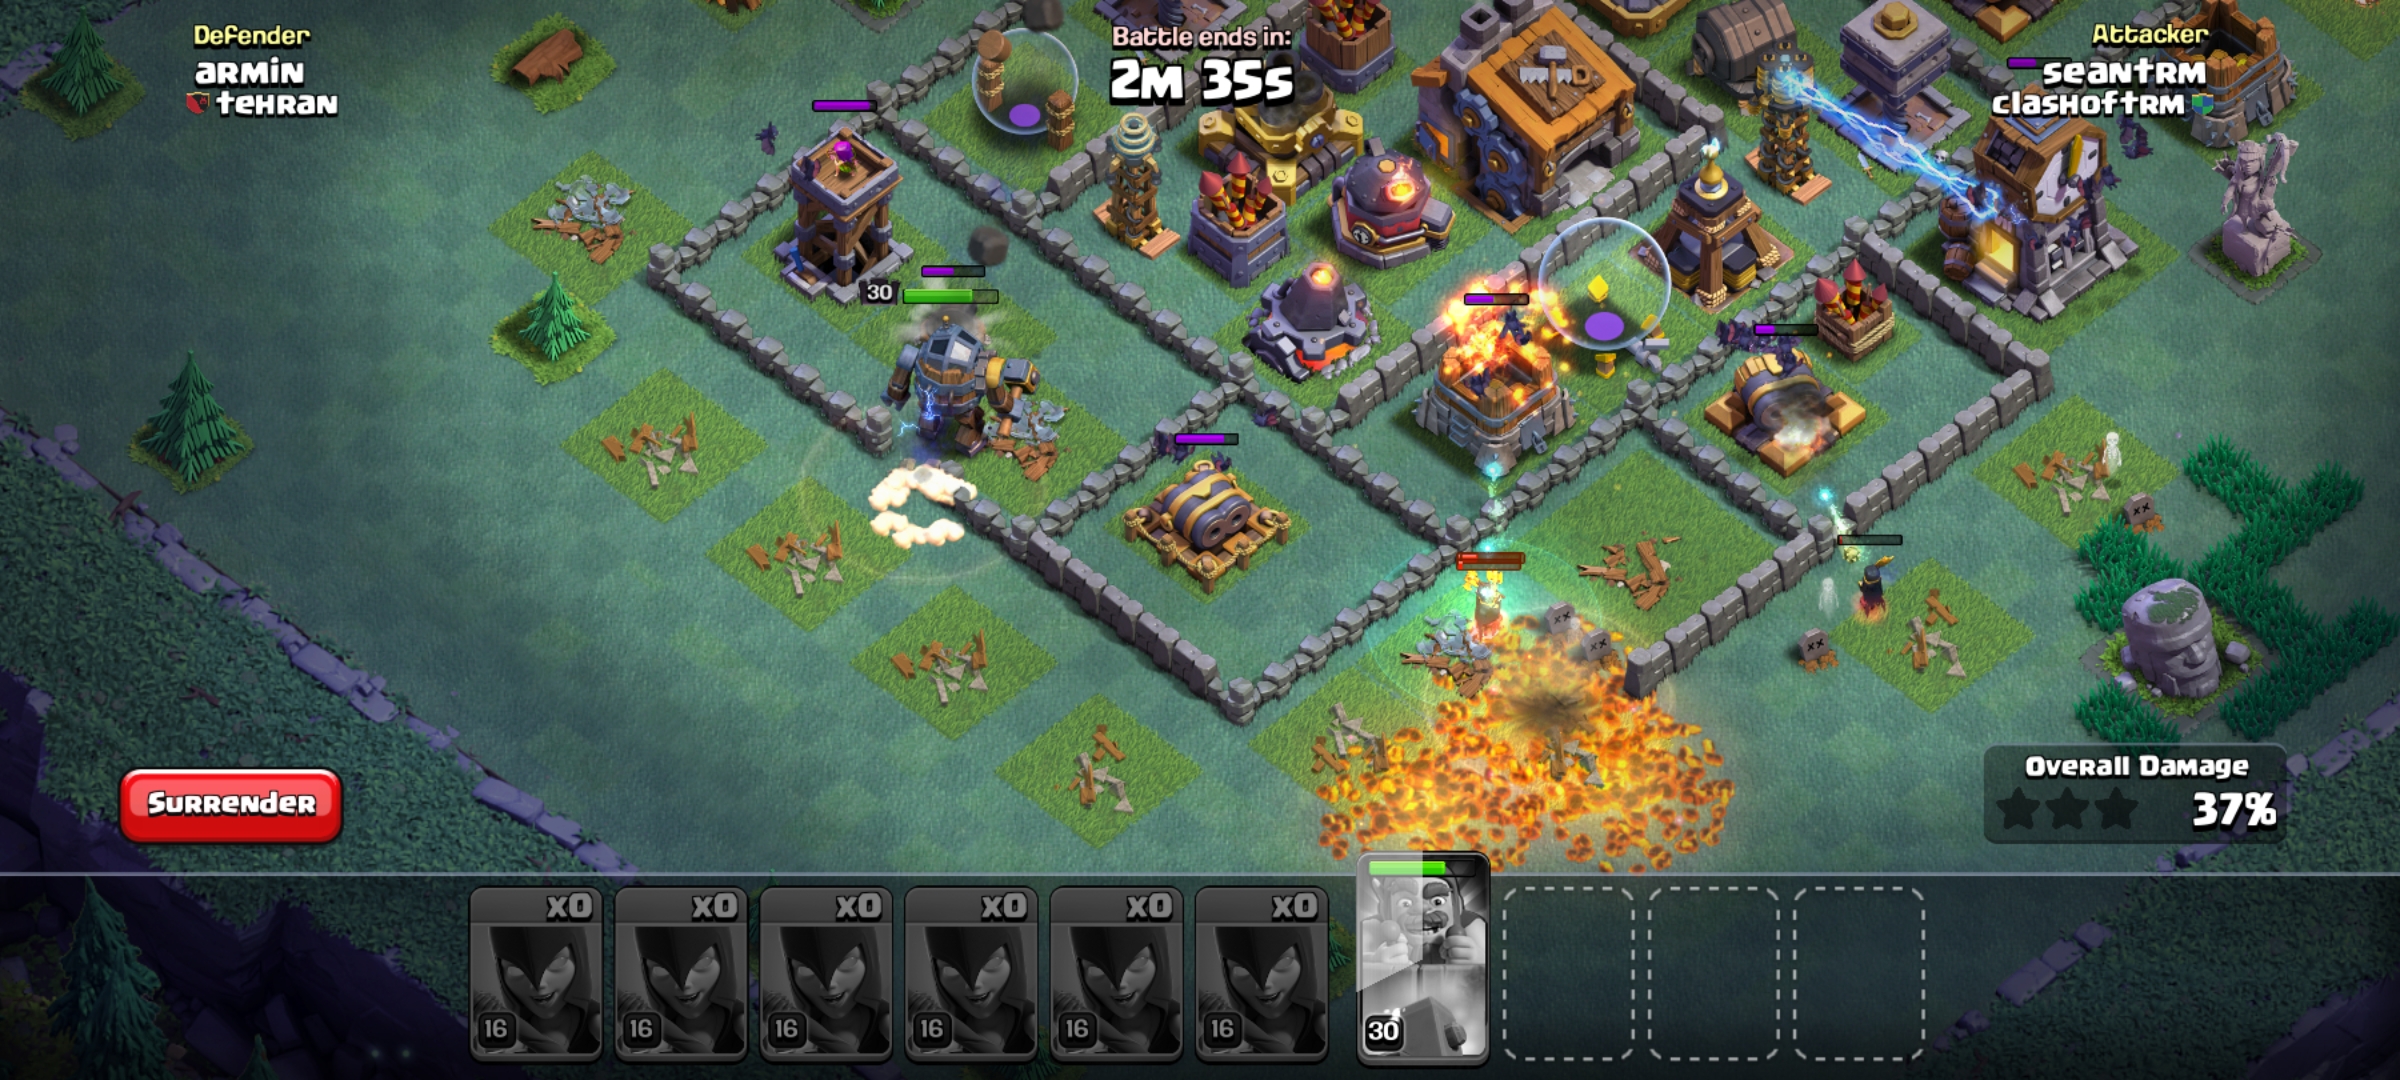 Defender
armin
tehran
Battle ends in:
2m 35s
Attacker
seantrm
clashoftrm
30
Surrender
Overall Damage
37%
x0
x0
x0
x0
x0
x0
16
16
16
16
16
16
30